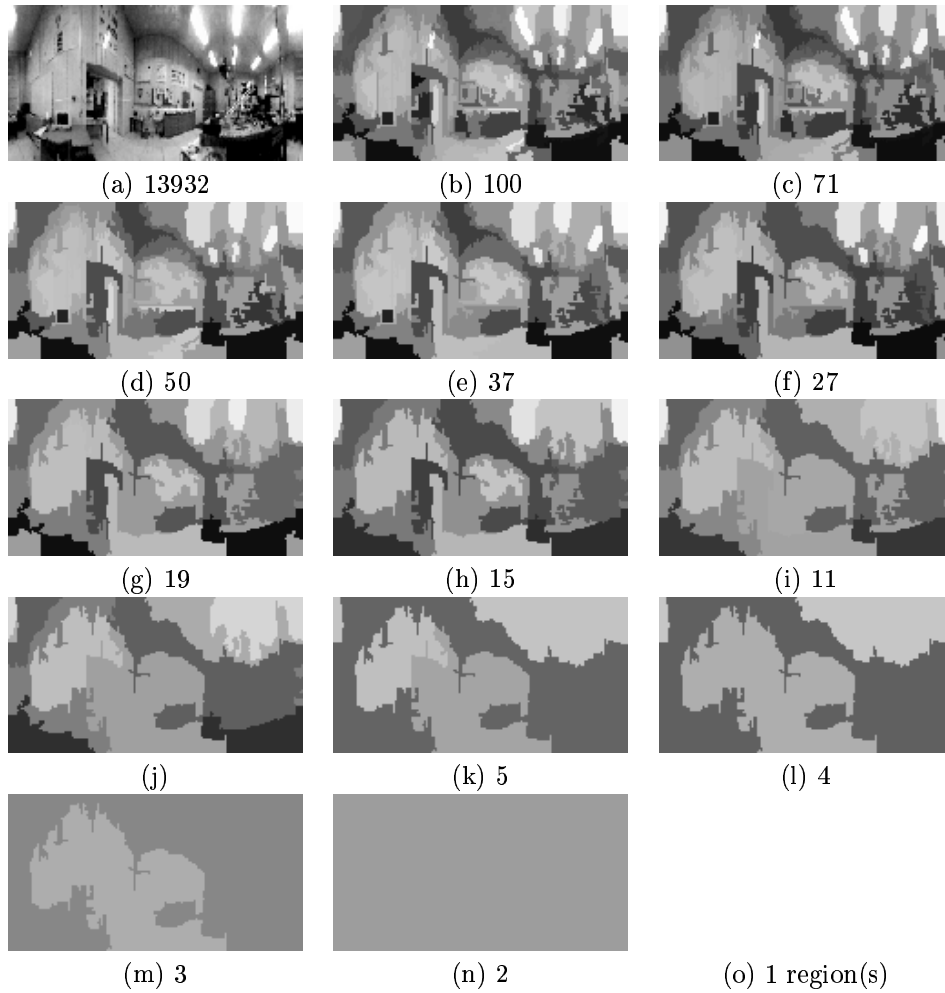 (a) 13932
(b) 100
(c) 71
(d) 50
(e) 37
(f) 27
(g) 19
(h) 15
(i) 11
(j)
(k) 5
(l) 4
(m) 3
(n) 2
(o) 1 region(s)